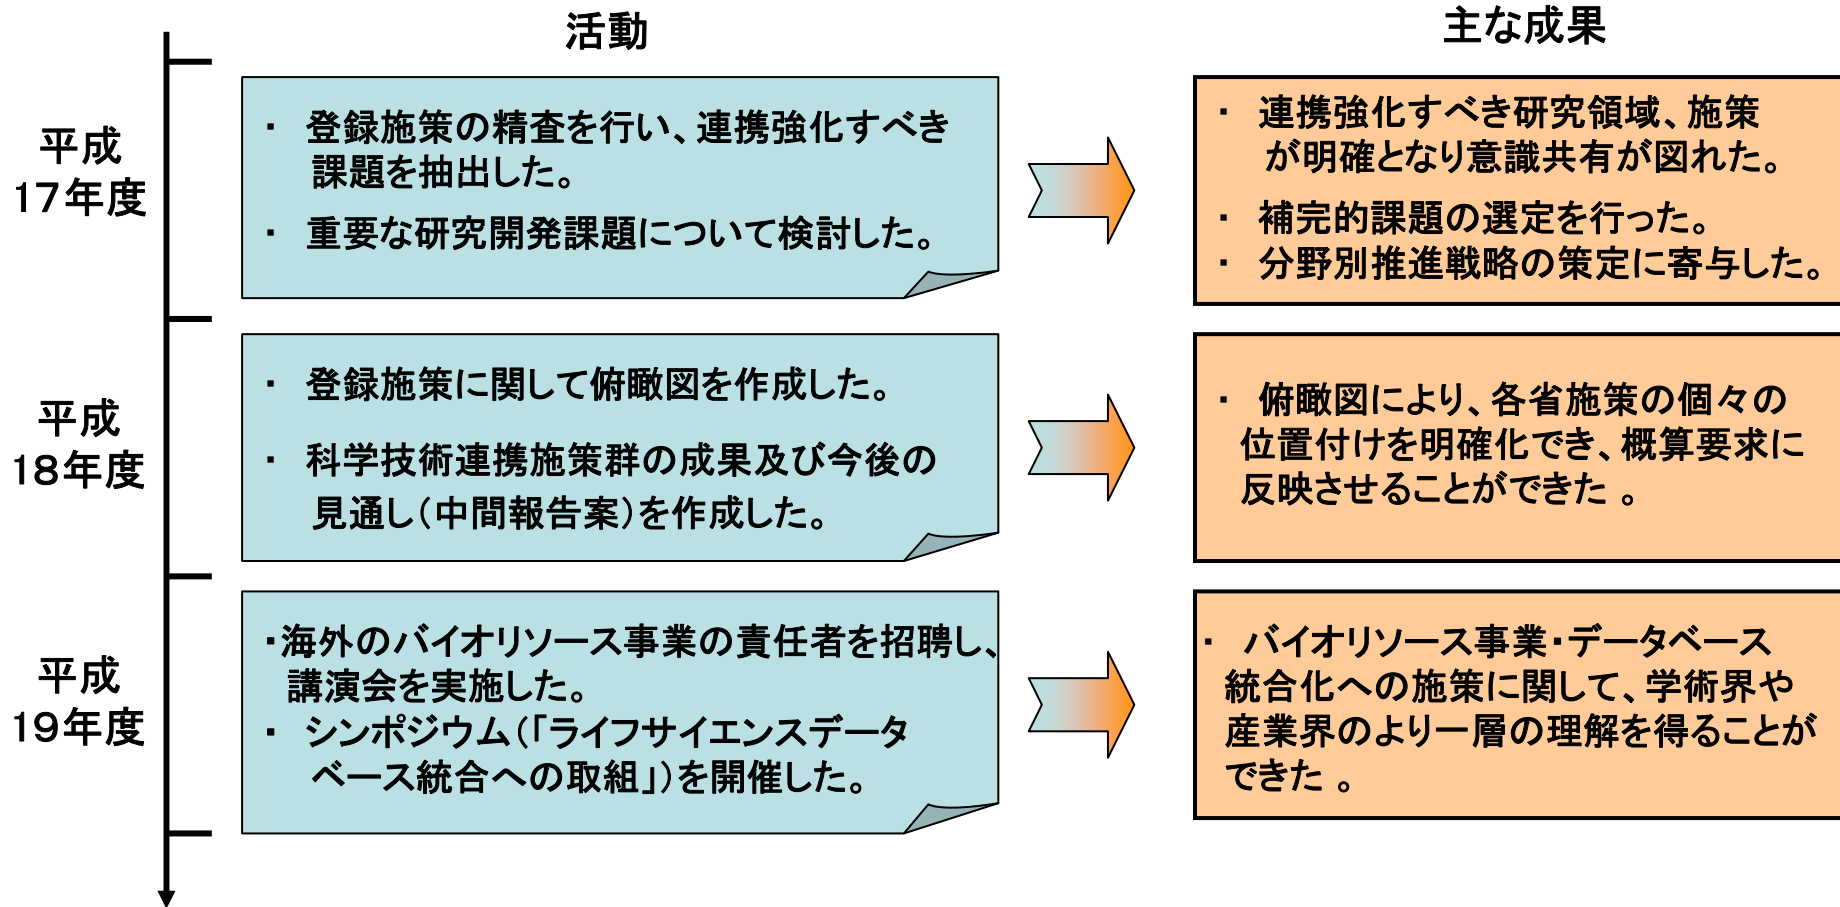 活動
主な成果
平成
17年度
・ 登録施策の精査を行い、連携強化すべき
課題を抽出した。
・ 重要な研究開発課題について検討した。
・ 連携強化すべき研究領域、施策
が明確となり意識共有が図れた。
・ 補完的課題の選定を行った。
・ 分野別推進戦略の策定に寄与した。
平成
18年度
・ 登録施策に関して俯瞰図を作成した。
・ 科学技術連携施策群の成果及び今後の
見通し(中間報告案)を作成した。
・ 俯瞰図により、各省施策の個々の
位置付けを明確化でき、概算要求に
反映させることができた 。
平成
19年度
・海外のバイオリソース事業の責任者を招聘し、
講演会を実施した。
・ シンポジウム(「ライフサイエンスデータ
ベース統合への取組」)を開催した。
・ バイオリソース事業・データベース
統合化への施策に関して、学術界や
産業界のより一層の理解を得ることが
できた 。